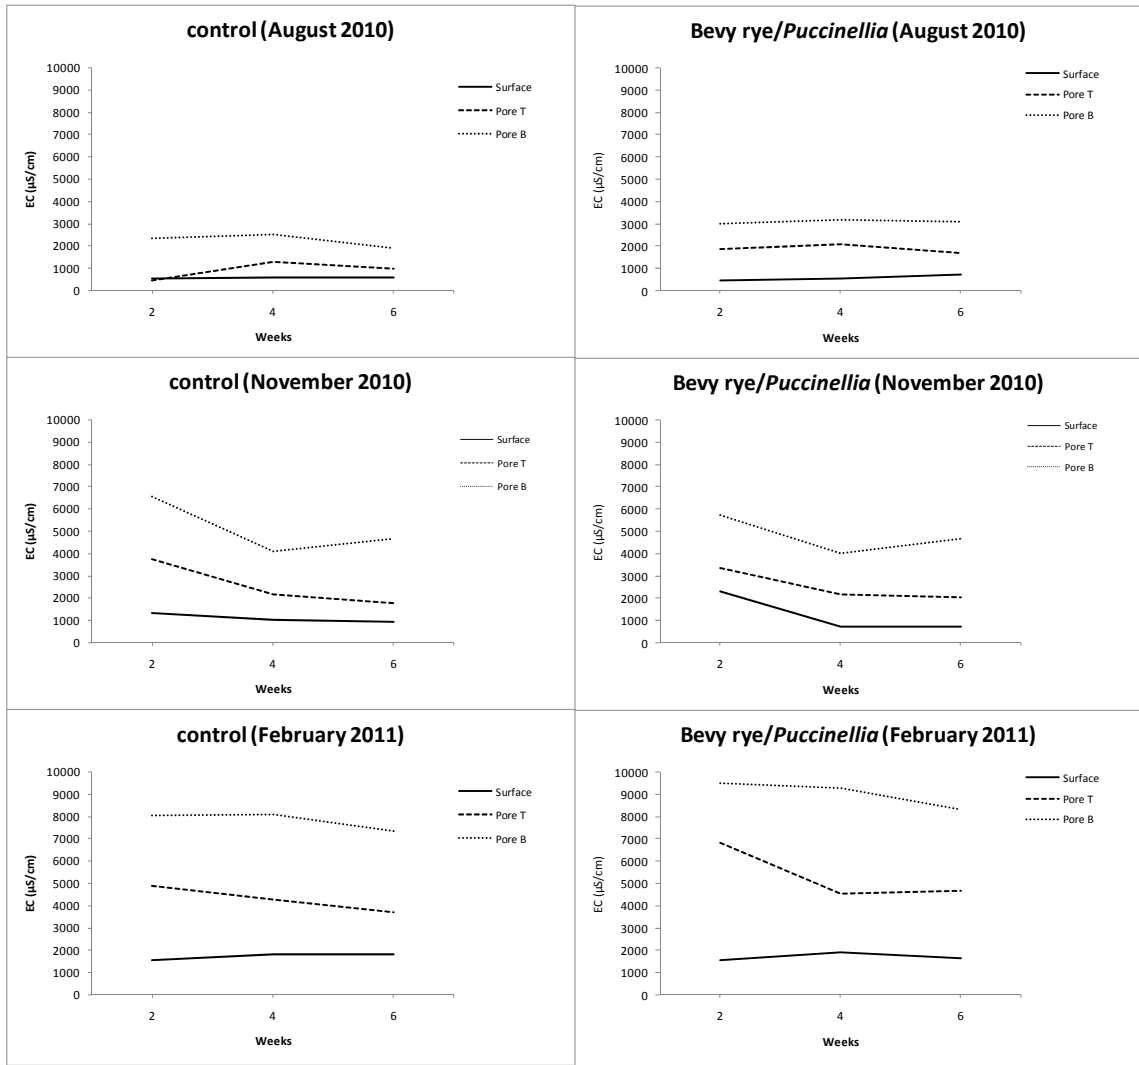 control (August 2010)
10000
9000
8000
7000
6000
5000
4000
3000
2000
1000
0
EC (µS/cm)
2 4 6
Weeks
Surface
Pore T
Pore B
Bevy rye/Puccinellia (August 2010)
10000
9000
8000
7000
6000
5000
4000
3000
2000
1000
0
EC (µS/cm)
2 4 6
Weeks
Surface
Pore T
Pore B
control (November 2010)
10000
9000
8000
7000
6000
5000
4000
3000
2000
1000
0
EC (µS/cm)
2 4 6
Weeks
Surface
Pore T
Pore B
Bevy rye/Puccinellia (November 2010)
10000
9000
8000
7000
6000
5000
4000
3000
2000
1000
0
EC (µS/cm)
2 4 6
Weeks
Surface
Pore T
Pore B
control (February 2011)
10000
9000
8000
7000
6000
5000
4000
3000
2000
1000
0
EC (µS/cm)
2 4 6
Weeks
Surface
Pore T
Pore B
Bevy rye/Puccinellia (February 2011)
10000
9000
8000
7000
6000
5000
4000
3000
2000
1000
0
EC (µS/cm)
2 4 6
Weeks
Surface
Pore T
Pore B